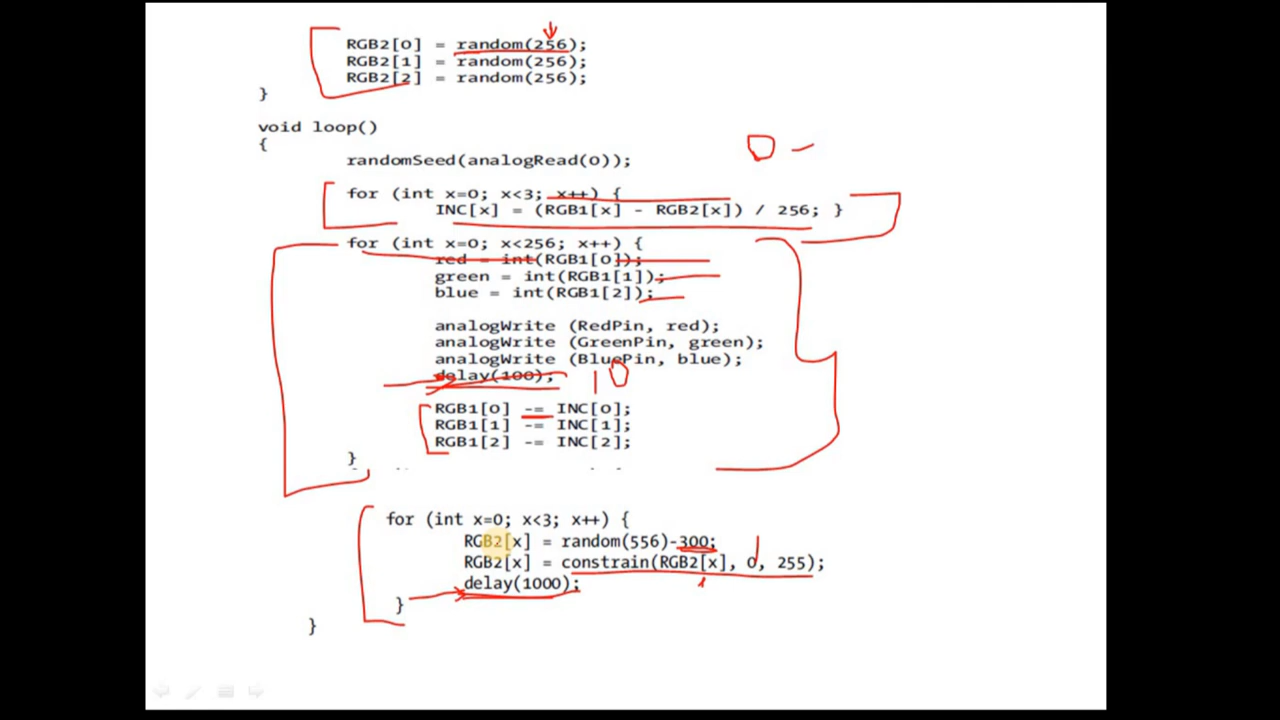 RGB2[0] = random(256);
RGB2[1] = random(256);
RGB2[2] = random(256);
}
void loop()
{
randomSeed(analogRead(0));
0 -
for (int x=0; x<3; x++) {
INC[x] = (RGB1[x] - RGB2[x]) / 256; }
for (int x=0; x<256; x++) {
red = int(RGB1[0]);
green = int(RGB1[1]);
blue = int(RGB1[2]);
analogWrite (RedPin, red);
analogWrite (GreenPin, green);
analogWrite (BluePin, blue);
delay(100);
10
RGB1[0] -= INC[0];
RGB1[1] -= INC[1];
RGB1[2] -= INC[2];
}
for (int x=0; x<3; x++) {
RGB2[x] = random(556)-300;
RGB2[x] = constrain(RGB2[x], 0, 255);
delay(1000);
}
}